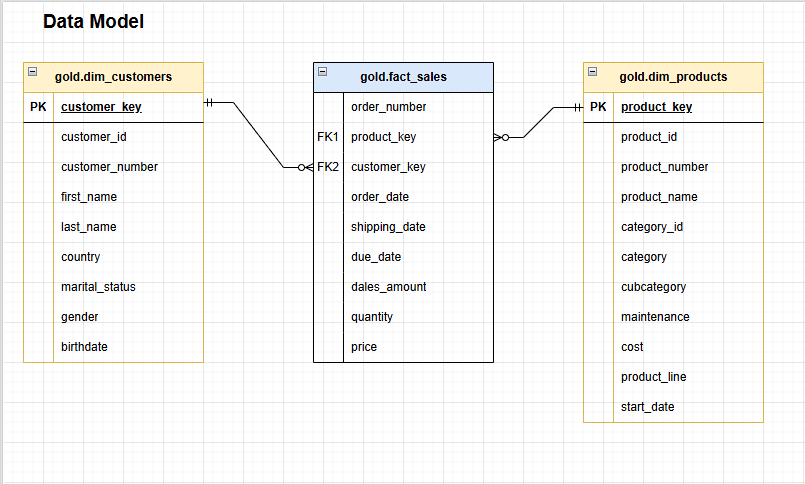 Data Model
gold.dim_customers
PK customer_key
customer_id
customer_number
first_name
last_name
country
marital_status
gender
birthdate
gold.fact_sales
order_number
FK1 product_key
FK2 customer_key
order_date
shipping_date
due_date
dales_amount
quantity
price
gold.dim_products
PK product_key
product_id
product_number
product_name
category_id
category
cubcategory
maintenance
cost
product_line
start_date